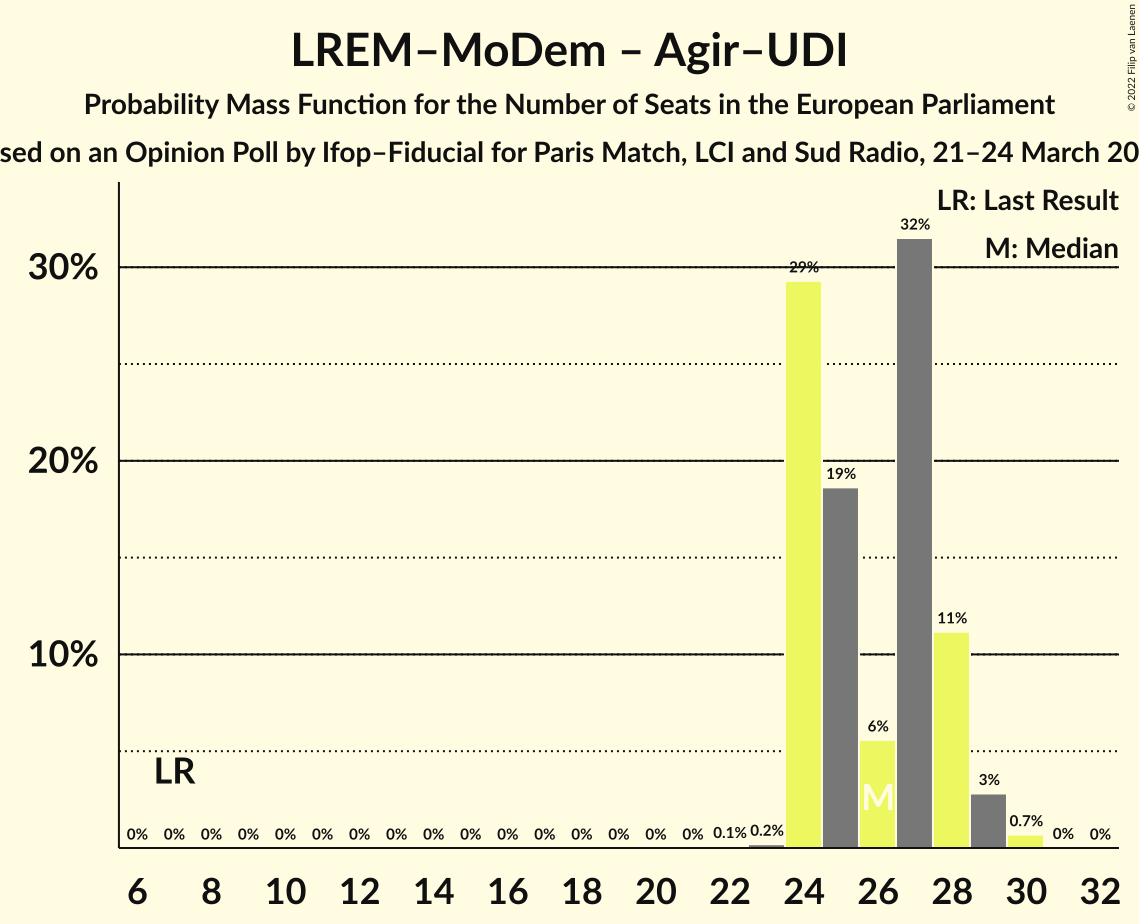 LREM–MoDem – Agir–UDI
Probability Mass Function for the Number of Seats in the European Parliament
sed on an Opinion Poll by Ifop–Fiducial for Paris Match, LCI and Sud Radio, 21–24 March 20
© 2022 Filip van Laenen
LR: Last Result
M: Median
30%
20%
10%
32%
29%
19%
11%
6%
3%
LR
M
0% 0% 0% 0% 0% 0% 0% 0% 0% 0% 0% 0% 0% 0% 0% 0% 0.1% 0.2% 0.7% 0% 0%
6 8 10 12 14 16 18 20 22 24 26 28 30 32